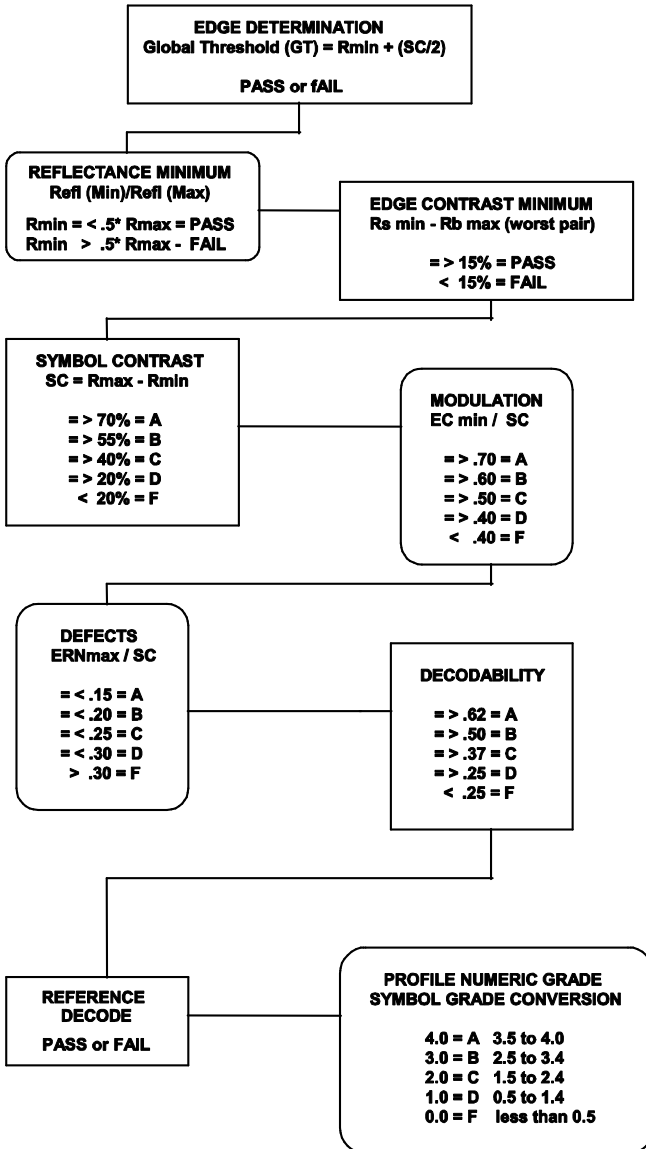 EDGE DETERMINATION
Global Threshold (GT) = Rmin + (SC/2)
PASS or fAIL
REFLECTANCE MINIMUM
Refl (Min)/Refl (Max)
Rmin = < .5* Rmax = PASS
Rmin > .5* Rmax - FAIL
EDGE CONTRAST MINIMUM
Rs min - Rb max (worst pair)
= > 15% = PASS
< 15% = FAIL
SYMBOL CONTRAST
SC = Rmax - Rmin
= > 70% = A
= > 55% = B
= > 40% = C
= > 20% = D
< 20% = F
MODULATION
EC min / SC
= > .70 = A
= > .60 = B
= > .50 = C
= > .40 = D
< .40 = F
DEFECTS
ERNmax / SC
= < .15 = A
= < .20 = B
= < .25 = C
= < .30 = D
> .30 = F
DECODABILITY
= > .62 = A
= > .50 = B
= > .37 = C
= > .25 = D
< .25 = F
REFERENCE
DECODE
PASS or FAIL
PROFILE NUMERIC GRADE
SYMBOL GRADE CONVERSION
4.0 = A 3.5 to 4.0
3.0 = B 2.5 to 3.4
2.0 = C 1.5 to 2.4
1.0 = D 0.5 to 1.4
0.0 = F less than 0.5